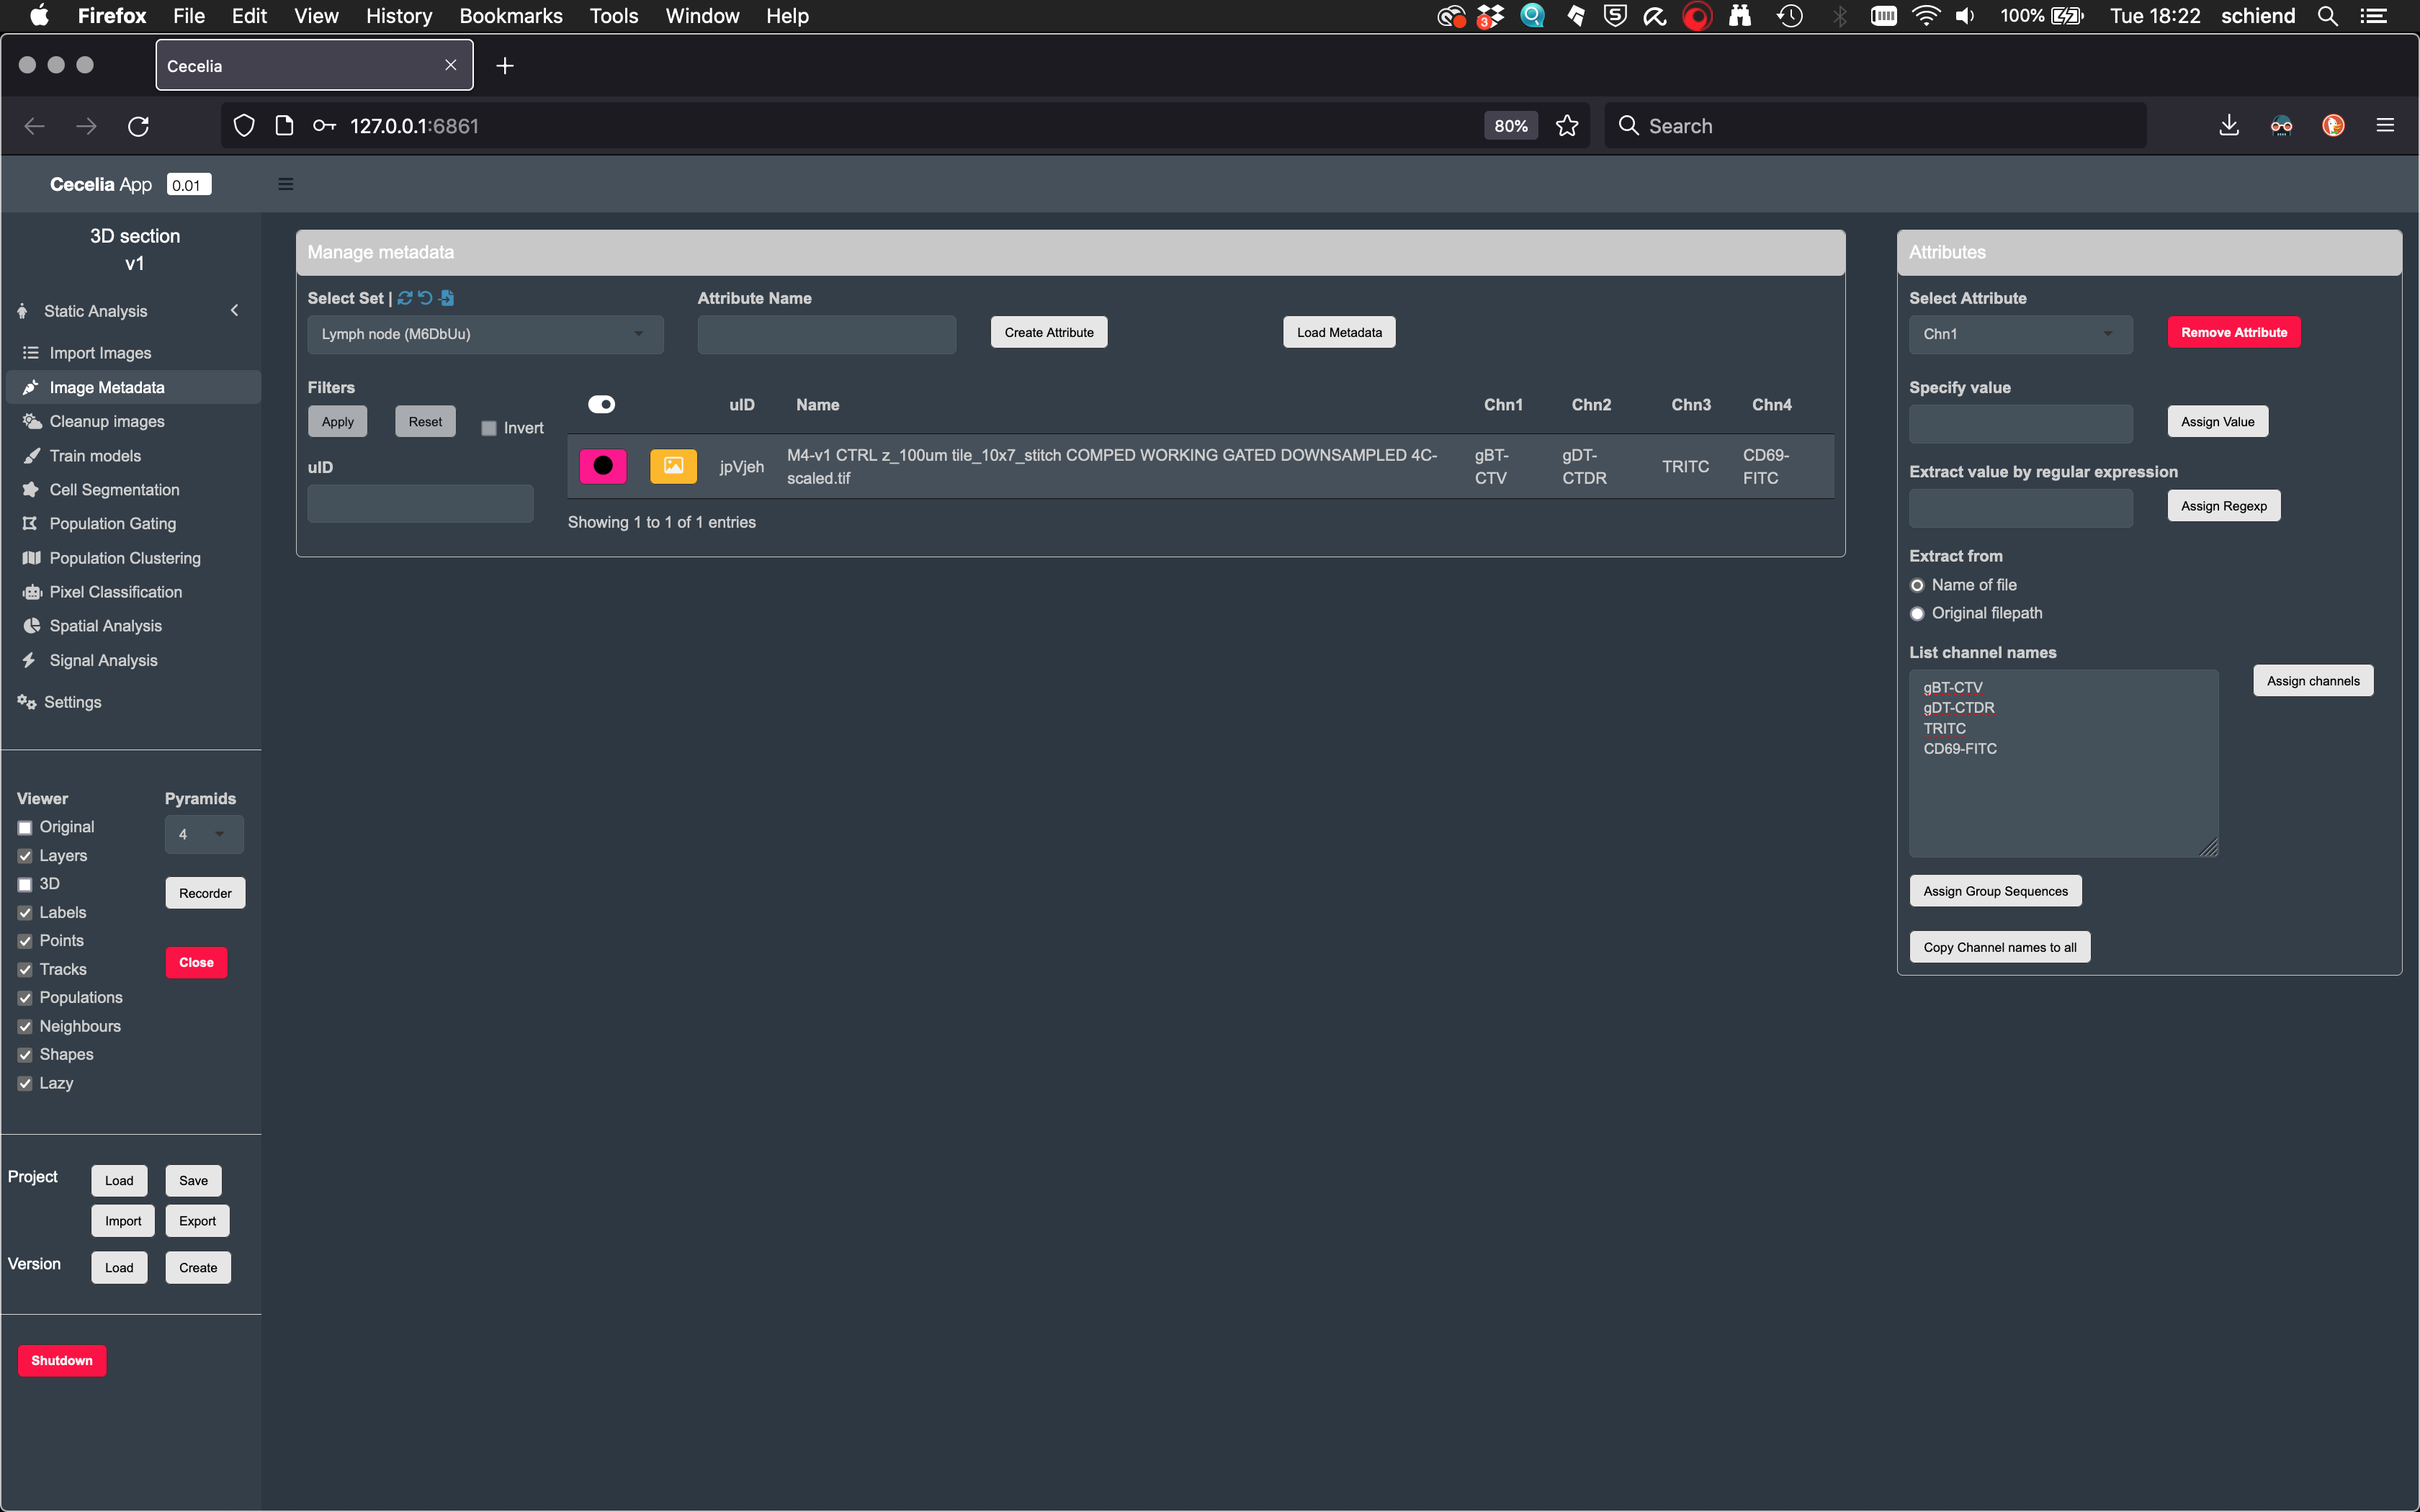 Firefox File Edit View History Bookmarks Tools Window Help 3 100% Tue 18:22 schiend
Cecelia
127.0.0.1:6861 80% Search
Cecelia App 0.01
3D section
v1
Static Analysis
Import Images
Image Metadata
Cleanup images
Train models
Cell Segmentation
Population Gating
Population Clustering
Pixel Classification
Spatial Analysis
Signal Analysis
Settings
Viewer Pyramids
Original 4
Layers
3D Recorder
Labels
Points
Tracks Close
Populations
Neighbours
Shapes
Lazy
Project Load Save
Import Export
Version Load Create
Shutdown
Manage metadata
Select Set | Attribute Name
Lymph node (M6DbUu) Create Attribute Load Metadata
Filters
Apply Reset Invert
uID
uID Name Chn1 Chn2 Chn3 Chn4
jpVjeh M4-v1 CTRL z_100um tile_10x7_stitch COMPED WORKING GATED DOWNSAMPLED 4C- gBT- gDT- TRITC CD69-
scaled.tif CTV CTDR FITC
Showing 1 to 1 of 1 entries
Attributes
Select Attribute
Chn1 Remove Attribute
Specify value
Assign Value
Extract value by regular expression
Assign Regexp
Extract from
Name of file
Original filepath
List channel names
Assign channels
gBT-CTV
gDT-CTDR
TRITC
CD69-FITC
Assign Group Sequences
Copy Channel names to all